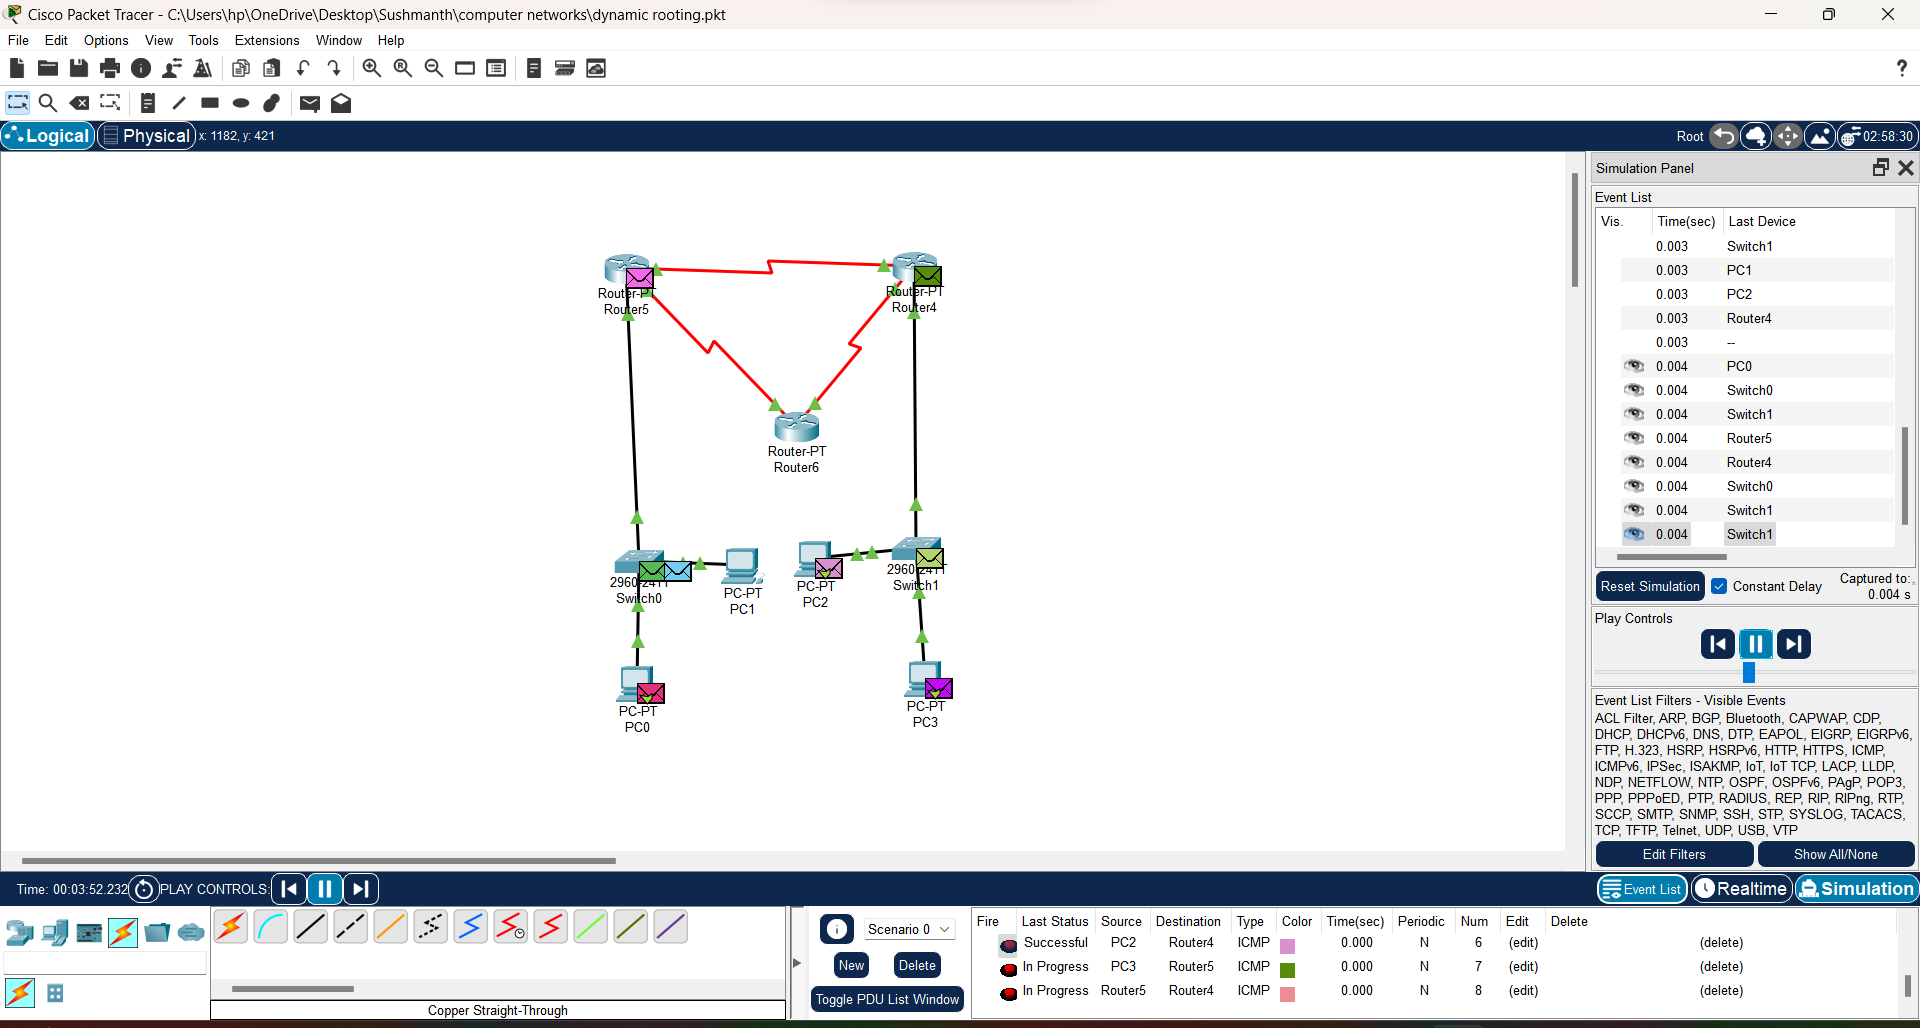 Cisco Packet Tracer - C:\Users\hp\OneDrive\Desktop\Sushmanth\computer networks\dynamic rooting.pkt
File Edit Options View Tools Extensions Window Help
?
Logical Physical x: 1182, y: 421 Root 02:58:30
Simulation Panel
Event List
Vis. Time(sec) Last Device
0.003 Switch1
0.003 PC1
0.003 PC2
0.003 Router4
0.003 --
0.004 PC0
0.004 Switch0
0.004 Switch1
0.004 Router5
0.004 Router4
0.004 Switch0
0.004 Switch1
0.004 Switch1
Reset Simulation Constant Delay Captured to:
0.004 s
Play Controls
Event List Filters - Visible Events
ACL Filter, ARP, BGP, Bluetooth, CAPWAP, CDP,
DHCP, DHCPv6, DNS, DTP, EAPOL, EIGRP, EIGRPv6,
FTP, H.323, HSRP, HSRPv6, HTTP, HTTPS, ICMP,
ICMPv6, IPSec, ISAKMP, IoT, IoT TCP, LACP, LLDP,
NDP, NETFLOW, NTP, OSPF, OSPFv6, PAgP, POP3,
PPP, PPPoED, PTP, RADIUS, REP, RIP, RIPng, RTP,
SCCP, SMTP, SNMP, SSH, STP, SYSLOG, TACACS,
TCP, TFTP, Telnet, UDP, USB, VTP
Edit Filters Show All/None
Router-PT
Router5
Router-PT
Router4
Router-PT
Router6
Switch0
PC-PT
PC1
PC-PT
PC2
Switch1
PC-PT
PC0
PC-PT
PC3
Time: 00:03:52.232 PLAY CONTROLS:
Event List Realtime Simulation
Copper Straight-Through
Scenario 0
New Delete
Toggle PDU List Window
Fire Last Status Source Destination Type Color Time(sec) Periodic Num Edit Delete
Successful PC2 Router4 ICMP 0.000 N 6 (edit) (delete)
In Progress PC3 Router5 ICMP 0.000 N 7 (edit) (delete)
In Progress Router5 Router4 ICMP 0.000 N 8 (edit) (delete)